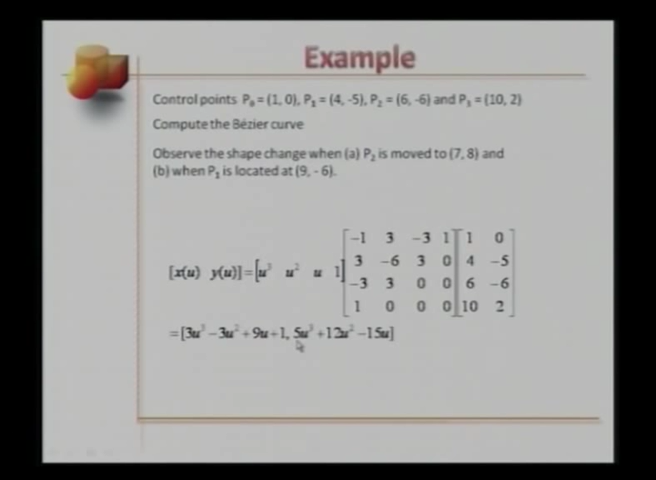 Example
Control points P₀ = (1, 0), P₁ = (4, -5), P₂ = (6, -6) and P₃ = (10, 2)
Compute the Bézier curve
Observe the shape change when (a) P₂ is moved to (7, 8) and
(b) when P₁ is located at (9, - 6).
[x(u) y(u)]=[u³ u² u 1] [−1 3 −3 1] [1 0]
[3 −6 3 0] [4 −5]
[−3 3 0 0] [6 −6]
[1 0 0 0] [10 2]
=[3u³ −3u² +9u+1, 5u³ +12u² −15u]